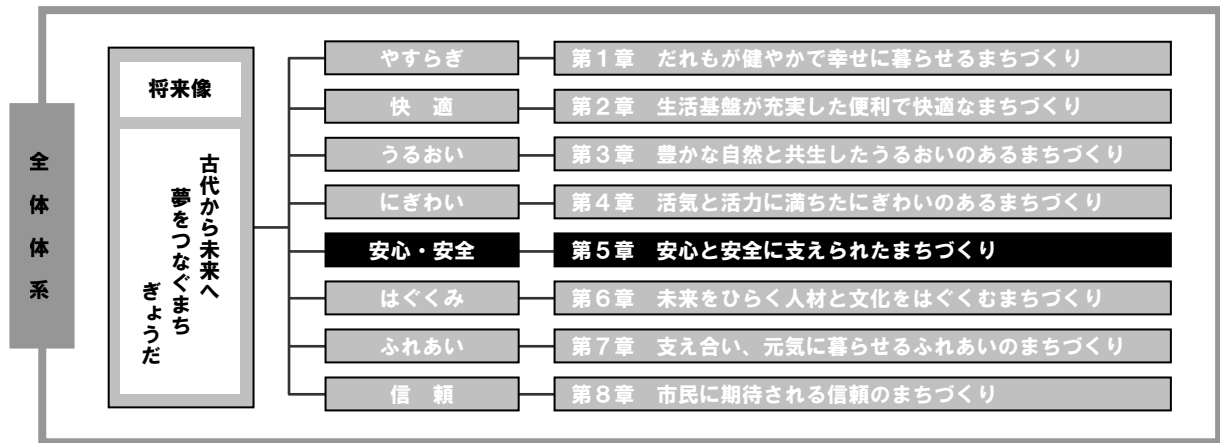 全体体系
将来像
古代から未来へ
夢をつなぐまち
ぎょうだ
やすらぎ
第1章　だれもが健やかで幸せに暮らせるまちづくり
快　適
第2章　生活基盤が充実した便利で快適なまちづくり
うるおい
第3章　豊かな自然と共生したうるおいのあるまちづくり
にぎわい
第4章　活気と活力に満ちたにぎわいのあるまちづくり
安心・安全
第5章　安心と安全に支えられたまちづくり
はぐくみ
第6章　未来をひらく人材と文化をはぐくむまちづくり
ふれあい
第7章　支え合い、元気に暮らせるふれあいのまちづくり
信　頼
第8章　市民に期待される信頼のまちづくり